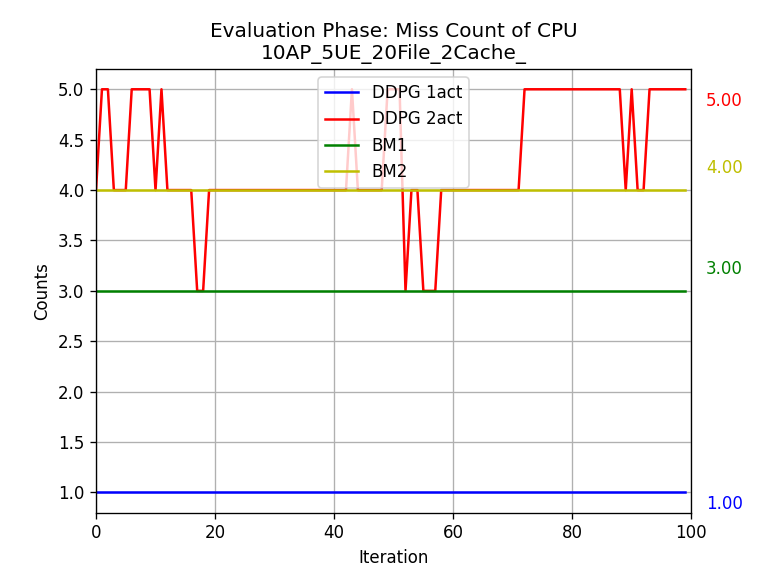 Evaluation Phase: Miss Count of CPU
10AP_5UE_20File_2Cache_
DDPG 1act
DDPG 2act
BM1
BM2
5.0
4.5
4.0
3.5
3.0
2.5
2.0
1.5
1.0
Counts
0
20
40
60
80
100
Iteration
5.00
4.00
3.00
1.00